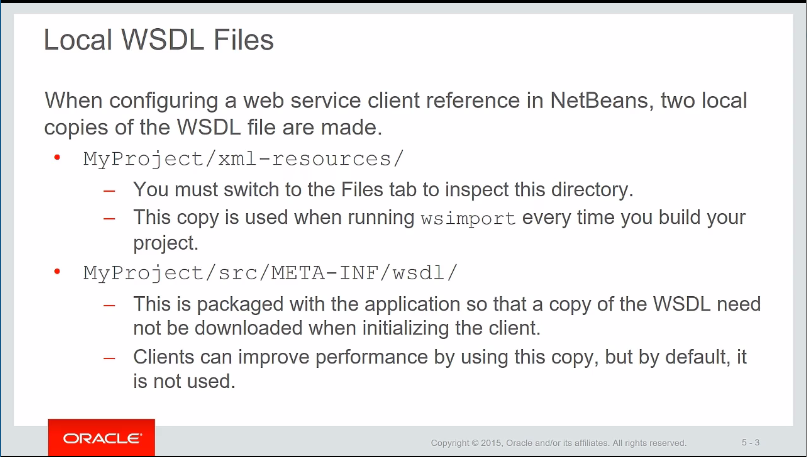 Local WSDL Files
When configuring a web service client reference in NetBeans, two local
copies of the WSDL file are made.
• MyProject/xml-resources/
– You must switch to the Files tab to inspect this directory.
– This copy is used when running wsimport every time you build your
project.
• MyProject/src/META-INF/wsdl/
– This is packaged with the application so that a copy of the WSDL need
not be downloaded when initializing the client.
– Clients can improve performance by using this copy, but by default, it
is not used.
ORACLE®
Copyright © 2015, Oracle and/or its affiliates. All rights reserved.
5 - 3